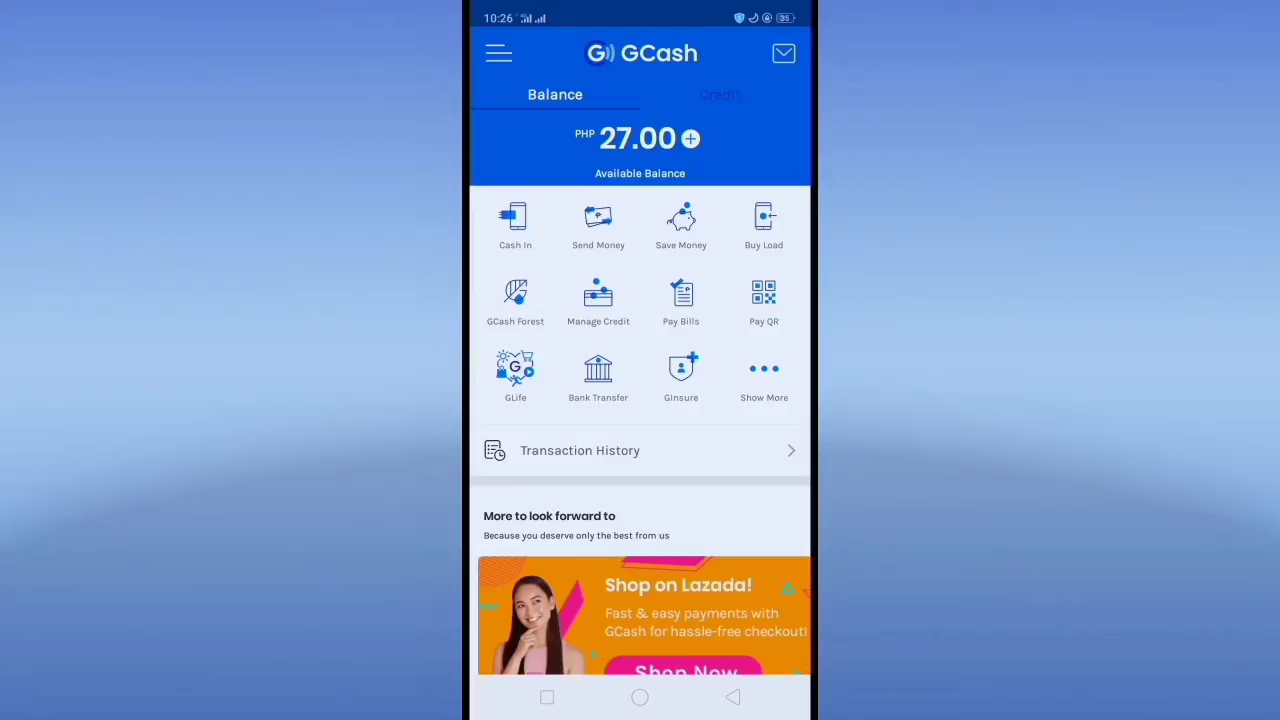 10:26
35
GCash
Balance
Credit
PHP 27.00
Available Balance
Cash In
Send Money
Save Money
Buy Load
GCash Forest
Manage Credit
Pay Bills
Pay QR
GLife
Bank Transfer
GInsure
Show More
Transaction History
More to look forward to
Because you deserve only the best from us
Shop on Lazada!
Fast & easy payments with
GCash for hassle-free checkout!
Shop Now